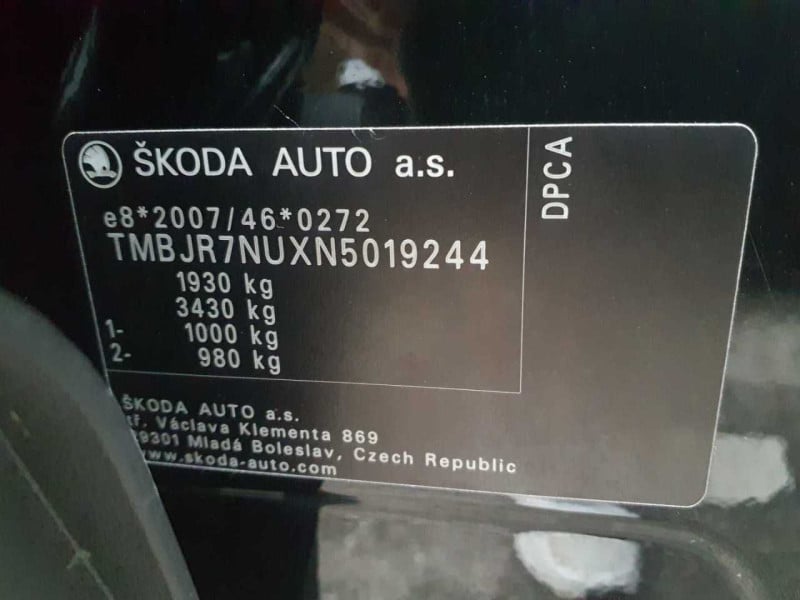 ŠKODA AUTO a.s.
DPCA
e8*2007/46*0272
TMBJR7NUXN5019244
1930 kg
3430 kg
1- 1000 kg
2- 980 kg
ŠKODA AUTO a.s.
tř. Václava Klementa 869
Mladá Boleslav, Czech Republic
www.skoda-auto.com